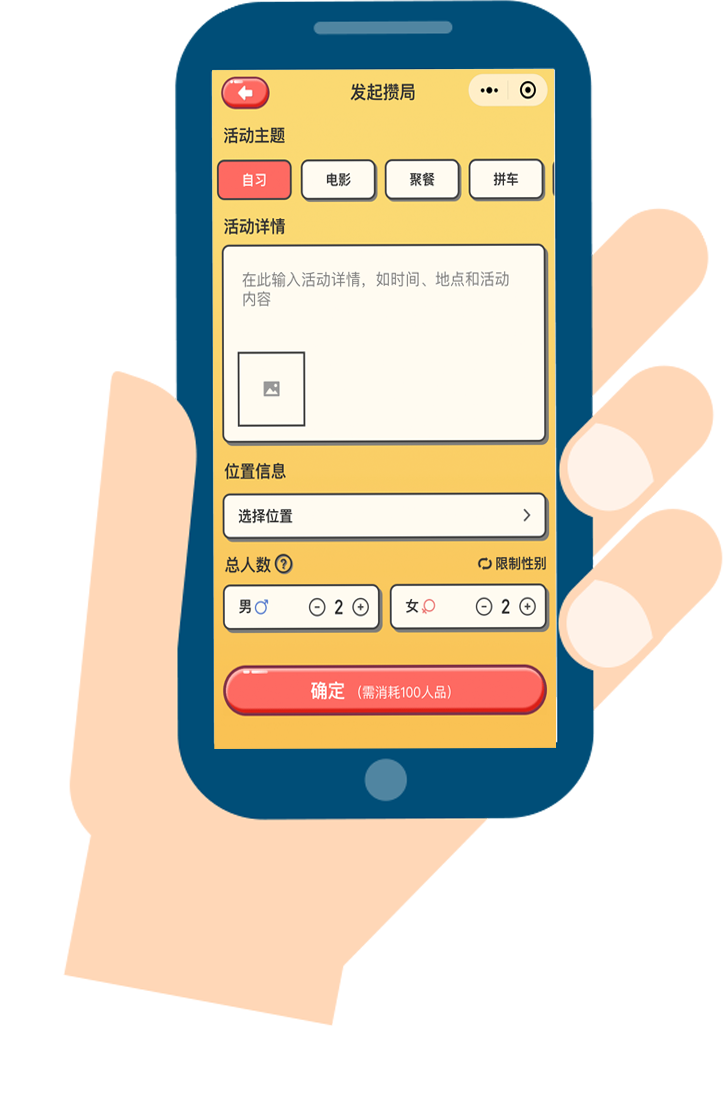 发起攒局
活动主题
自习 电影 聚餐 拼车
活动详情
在此输入活动详情，如时间、地点和活动
内容
位置信息
选择位置
总人数 ? 限制性别
男 2 女 2
确定（需消耗100人品）